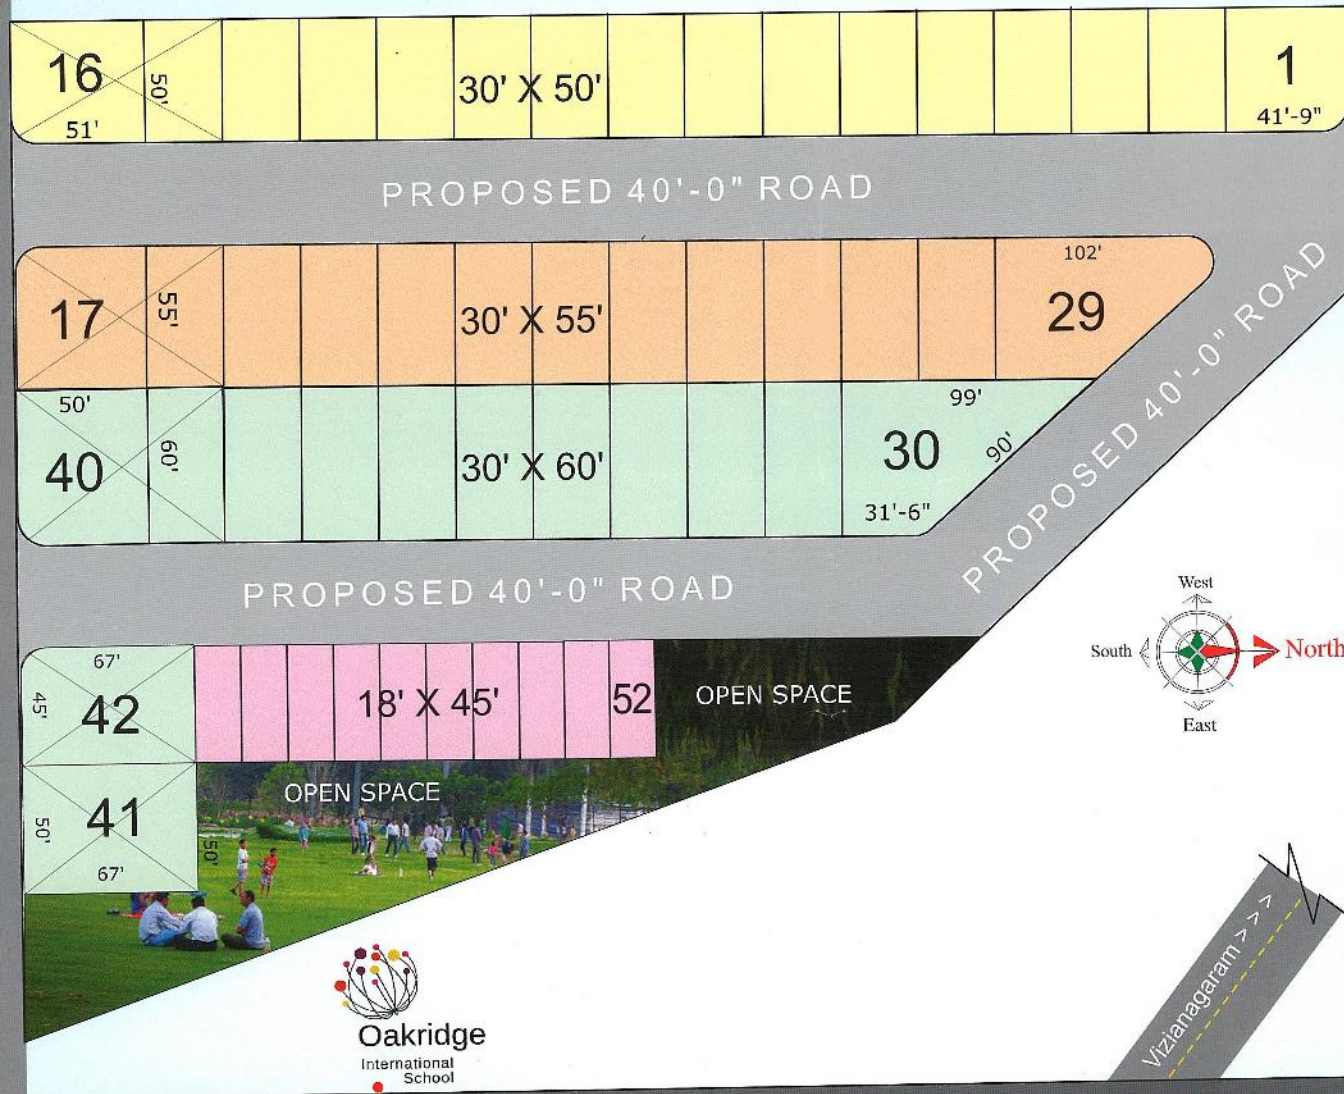 16
50'
30' X 50'
1
51'
41'-9"
PROPOSED 40'-0" ROAD
17
55'
30' X 55'
102'
29
PROPOSED 40'-0" ROAD
50'
40
60'
30' X 60'
99'
30
90'
31'-6"
PROPOSED 40'-0" ROAD
67'
45'
42
18' X 45'
52
OPEN SPACE
West
South
North
East
OPEN SPACE
41
50'
50'
67'
Vizianagaram > > >
Oakridge
International
School